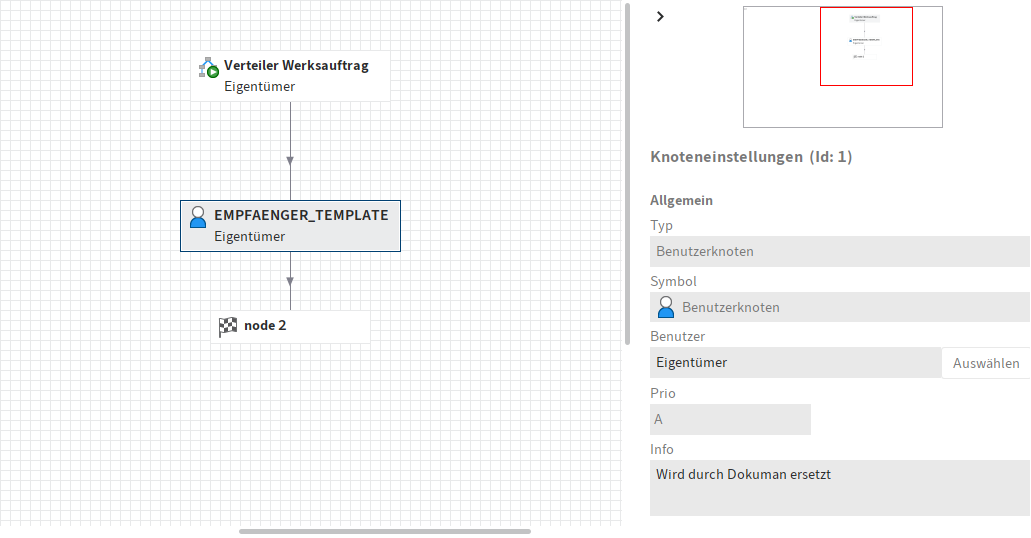 Verteiler Werksauftrag
Eigentümer
EMPFAENGER_TEMPLATE
Eigentümer
node 2
Knoteneinstellungen (Id: 1)
Allgemein
Typ
Benutzerknoten
Symbol
Benutzerknoten
Benutzer
Eigentümer
Auswählen
Prio
A
Info
Wird durch Dokuman ersetzt